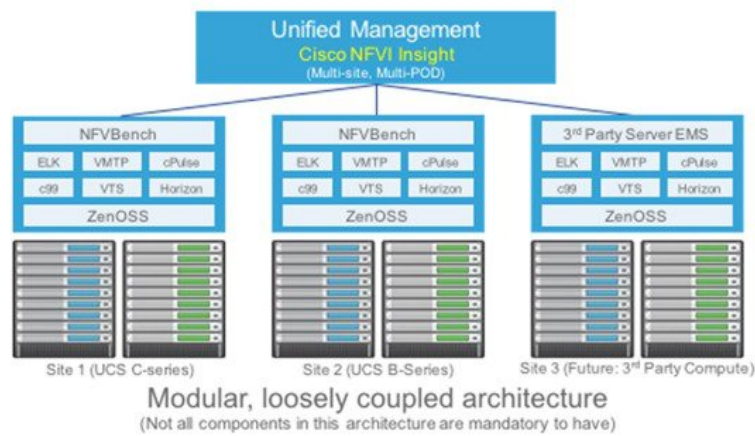 Unified Management
Cisco NFVI Insight
(Multi-site, Multi-POD)
NFVBench
ELK VMTP cPulse
c99 VTS Horizon
ZenOSS
NFVBench
ELK VMTP cPulse
c99 VTS Horizon
ZenOSS
3rd Party Server EMS
ELK VMTP cPulse
c99 VTS Horizon
ZenOSS
Site 1 (UCS C-series)
Site 2 (UCS B-Series)
Site 3 (Future: 3rd Party Compute)
Modular, loosely coupled architecture
(Not all components in this architecture are mandatory to have)